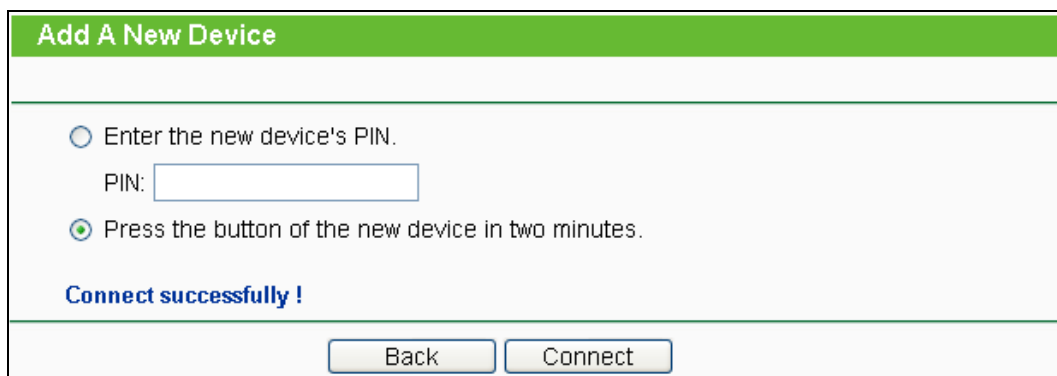 Add A New Device
Enter the new device's PIN.
PIN:
Press the button of the new device in two minutes.
Connect successfully !
Back Connect